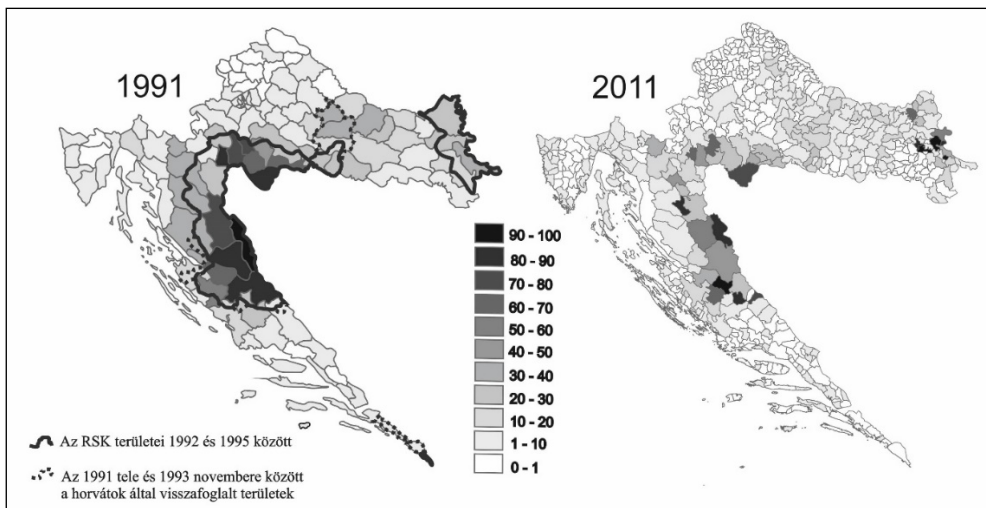 1991
2011
90 - 100
80 - 90
70 - 80
60 - 70
50 - 60
40 - 50
30 - 40
20 - 30
10 - 20
1 - 10
0 - 1
Az RSK területei 1992 és 1995 között
Az 1991 tele és 1993 novembere között
a horvátok által visszafoglalt területek